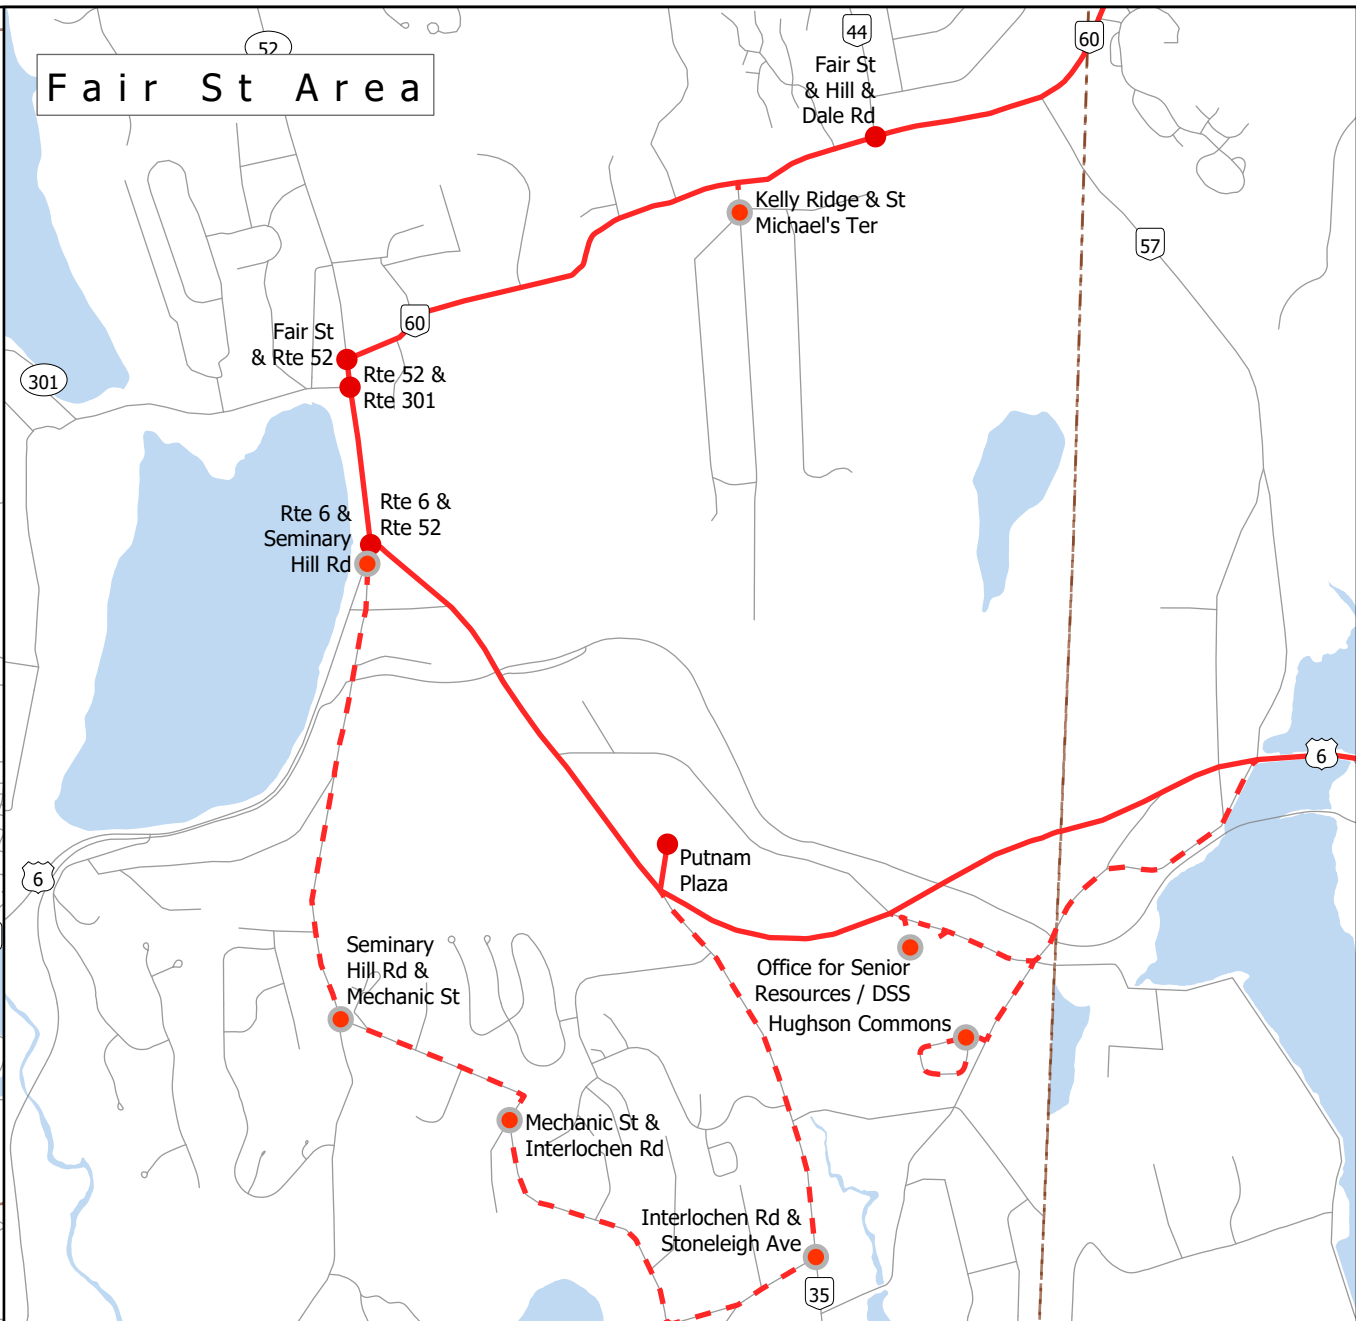 52
Fair St Area
44
60
Fair St
& Hill &
Dale Rd
Kelly Ridge & St
Michael's Ter
57
60
Fair St
& Rte 52
301
Rte 52 &
Rte 301
Rte 6 &
Rte 52
Rte 6 &
Seminary
Hill Rd
6
Putnam
Plaza
6
Seminary
Hill Rd &
Mechanic St
Office for Senior
Resources / DSS
Hughson Commons
Mechanic St &
Interlochen Rd
Interlochen Rd &
Stoneleigh Ave
35